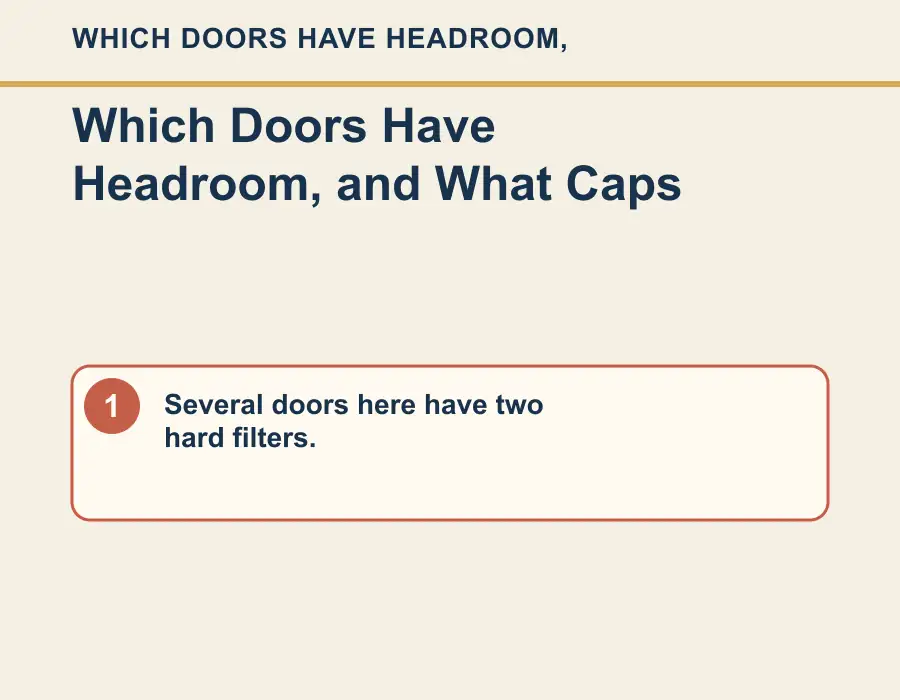 WHICH DOORS HAVE HEADROOM,
Which Doors Have
Headroom, and What Caps
1
Several doors here have two
hard filters.